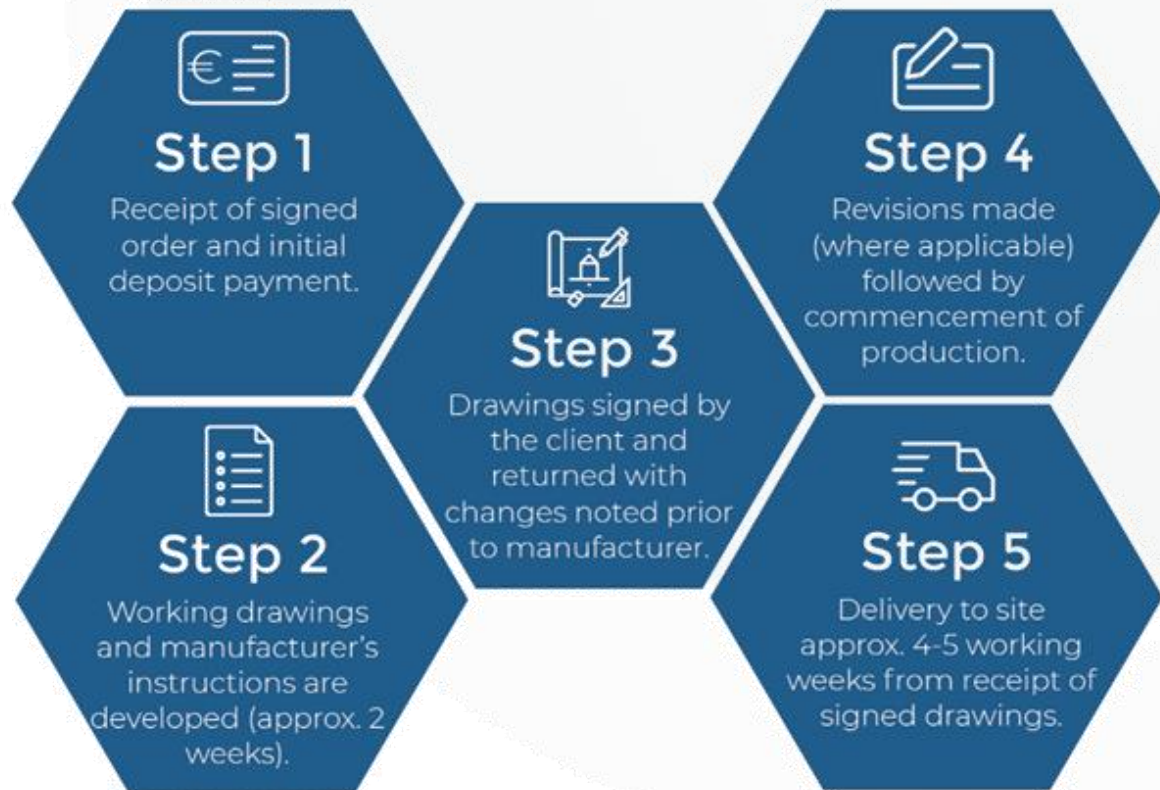 €
Step 1
Receipt of signed
order and initial
deposit payment.
Step 2
Working drawings
and manufacturer's
instructions are
developed (approx. 2
weeks).
Step 3
Drawings signed by
the client and
returned with
changes noted prior
to manufacturer.
Step 4
Revisions made
(where applicable)
followed by
commencement of
production.
Step 5
Delivery to site
approx. 4-5 working
weeks from receipt of
signed drawings.